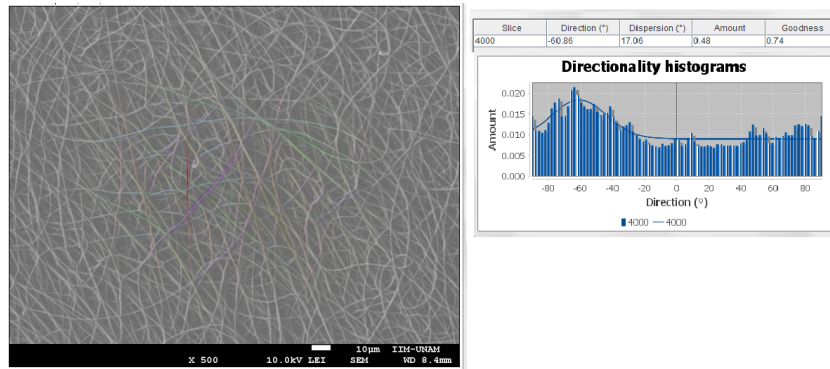 10μm IIM-UNAM
X 500 10.0kV LEI SEM WD 8.4mm
Slice Direction (°) Dispersion (°) Amount Goodness
4000 -60.86 17.06 0.48 0.74
Directionality histograms
Amount
0.020
0.015
0.010
0.005
0.000
-80 -60 -40 -20 0 20 40 60 80
Direction (°)
4000 4000